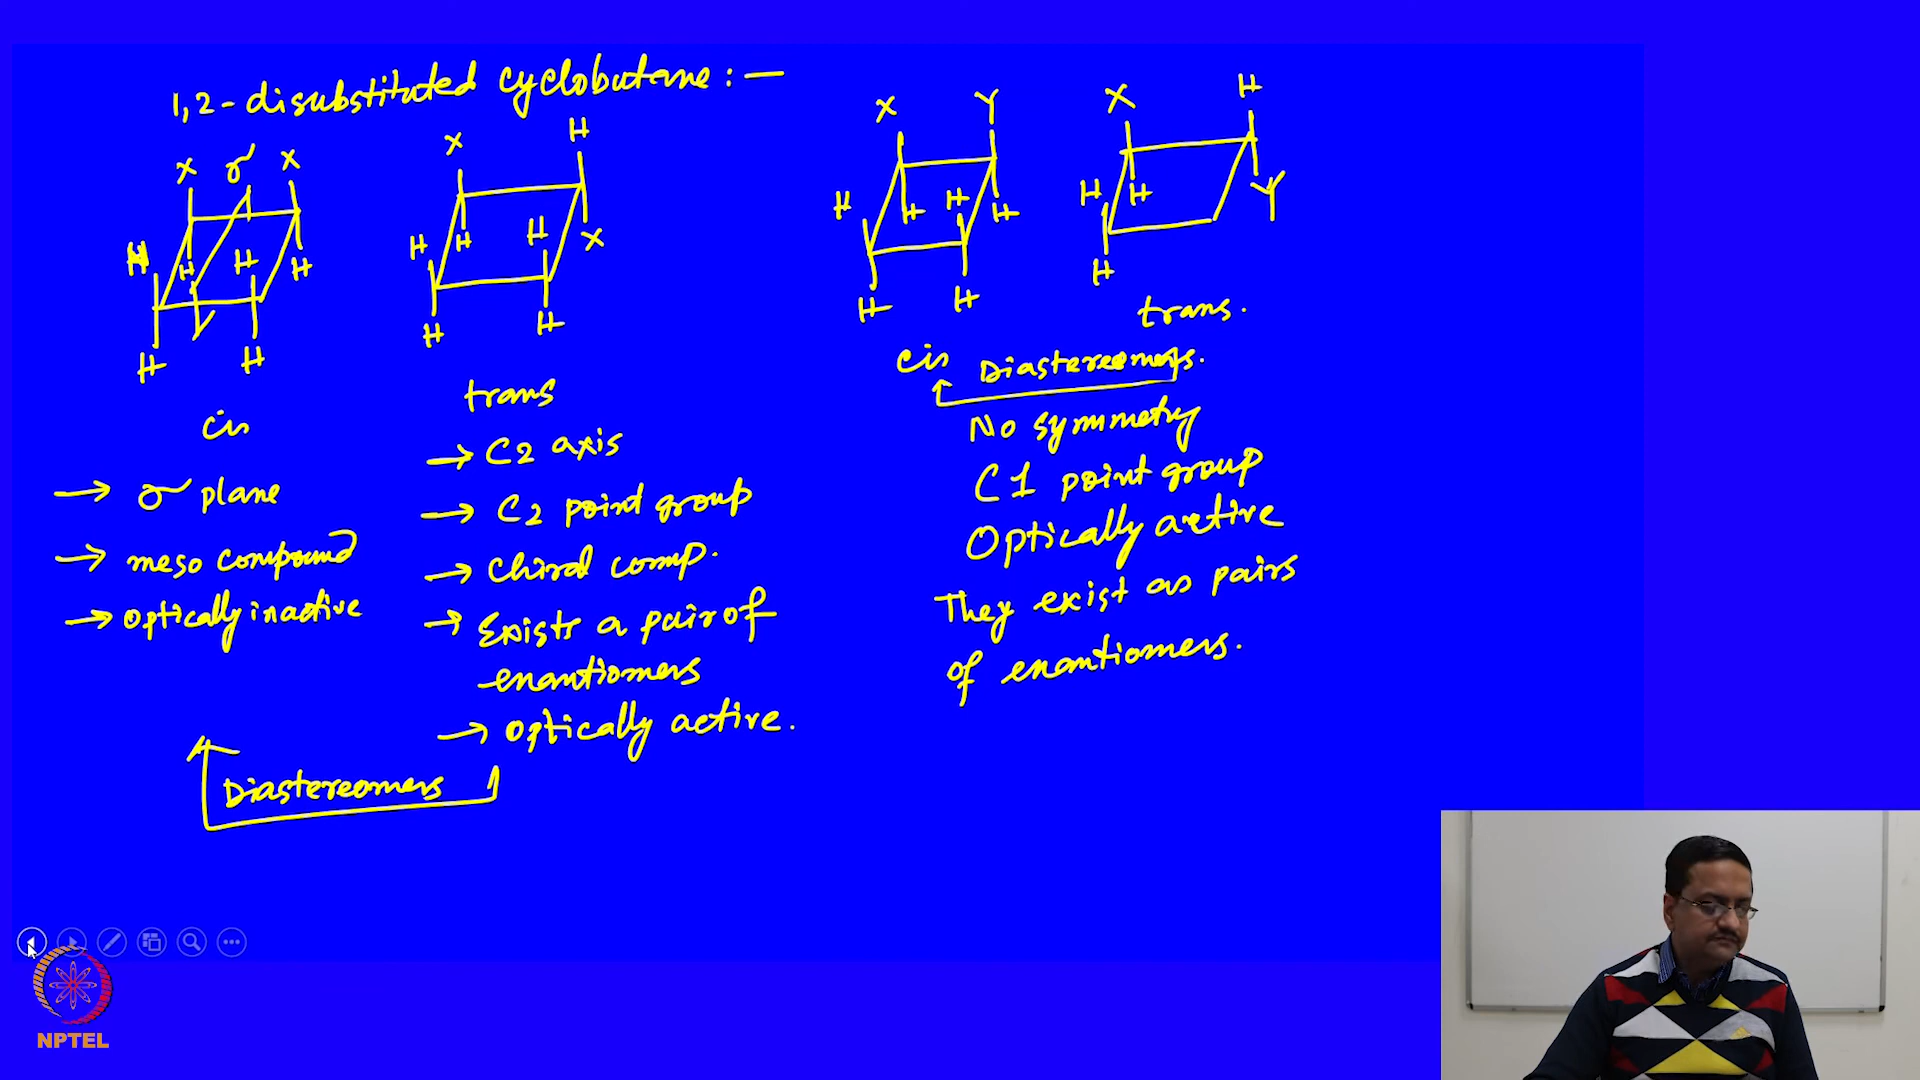 1,2-disubstituted cyclobutane:—
X σ X
H H H H
H H
X H
H H H X
H H
X Y
H H H H
H H
X H
H H Y
H
cis
→ σ plane
→ meso compound
→ optically inactive
trans
→ C2 axis
→ C2 point group
→ Chiral comp.
→ Exists a pair of
enantiomers
→ optically active.
Diastereomers
trans.
cis Diastereomers.
No symmetry
C1 point group
Optically active
They exist as pairs
of enantiomers.
NPTEL